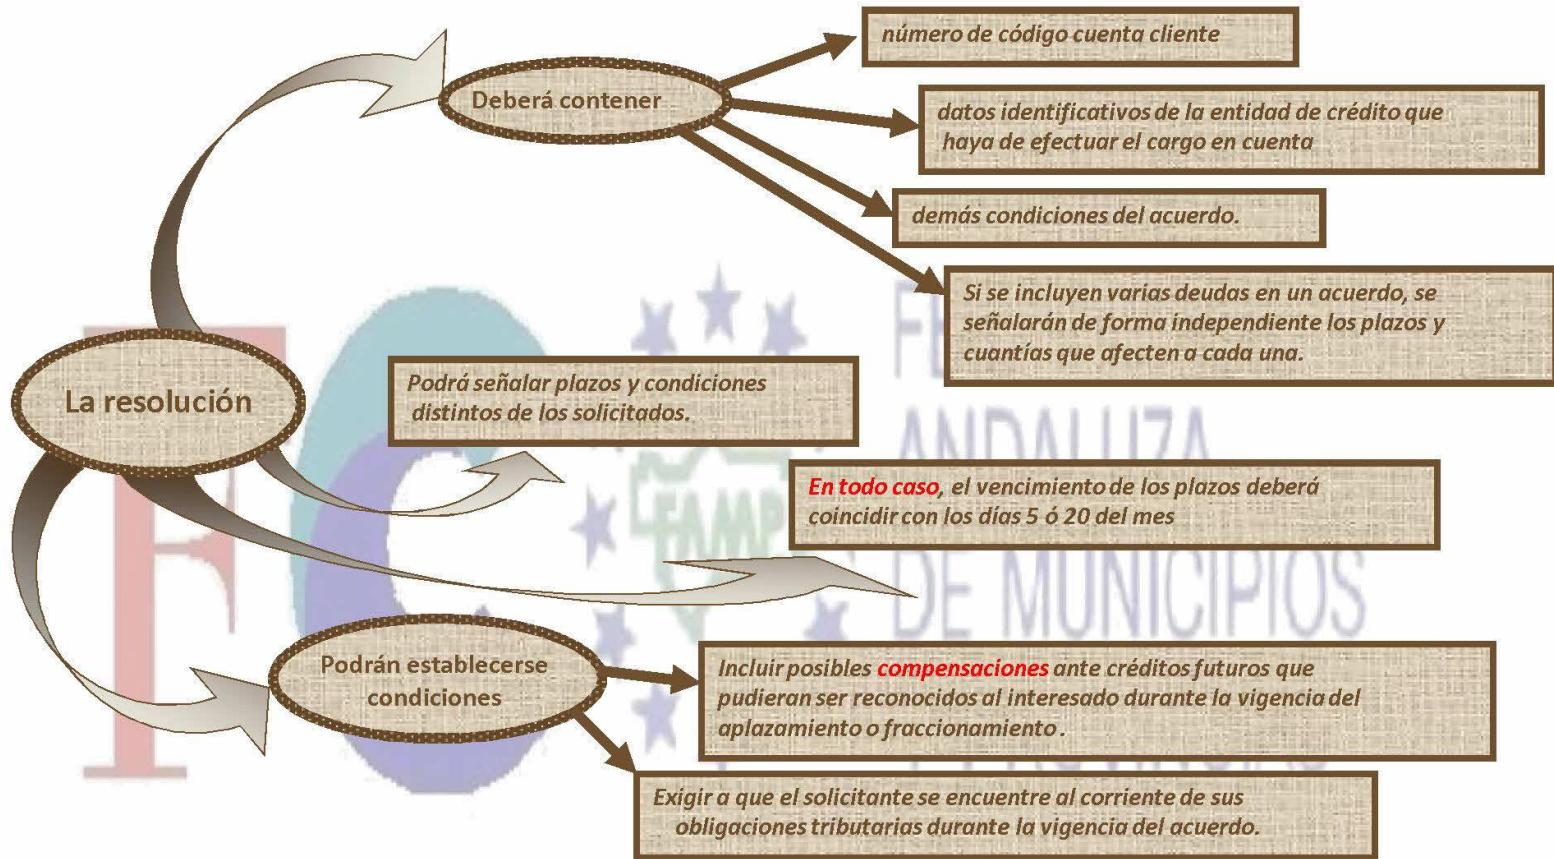 número de código cuenta cliente
Deberá contener
datos identificativos de la entidad de crédito que
haya de efectuar el cargo en cuenta
demás condiciones del acuerdo.
Si se incluyen varias deudas en un acuerdo, se
señalarán de forma independiente los plazos y
cuantías que afecten a cada una.
La resolución
Podrá señalar plazos y condiciones
distintos de los solicitados.
ANDALUZA
En todo caso, el vencimiento de los plazos deberá
coincidir con los días 5 ó 20 del mes
FAMP
DE MUNICIPIOS
Podrán establecerse
condiciones
Incluir posibles compensaciones ante créditos futuros que
pudieran ser reconocidos al interesado durante la vigencia del
aplazamiento o fraccionamiento .
Exigir a que el solicitante se encuentre al corriente de sus
obligaciones tributarias durante la vigencia del acuerdo.